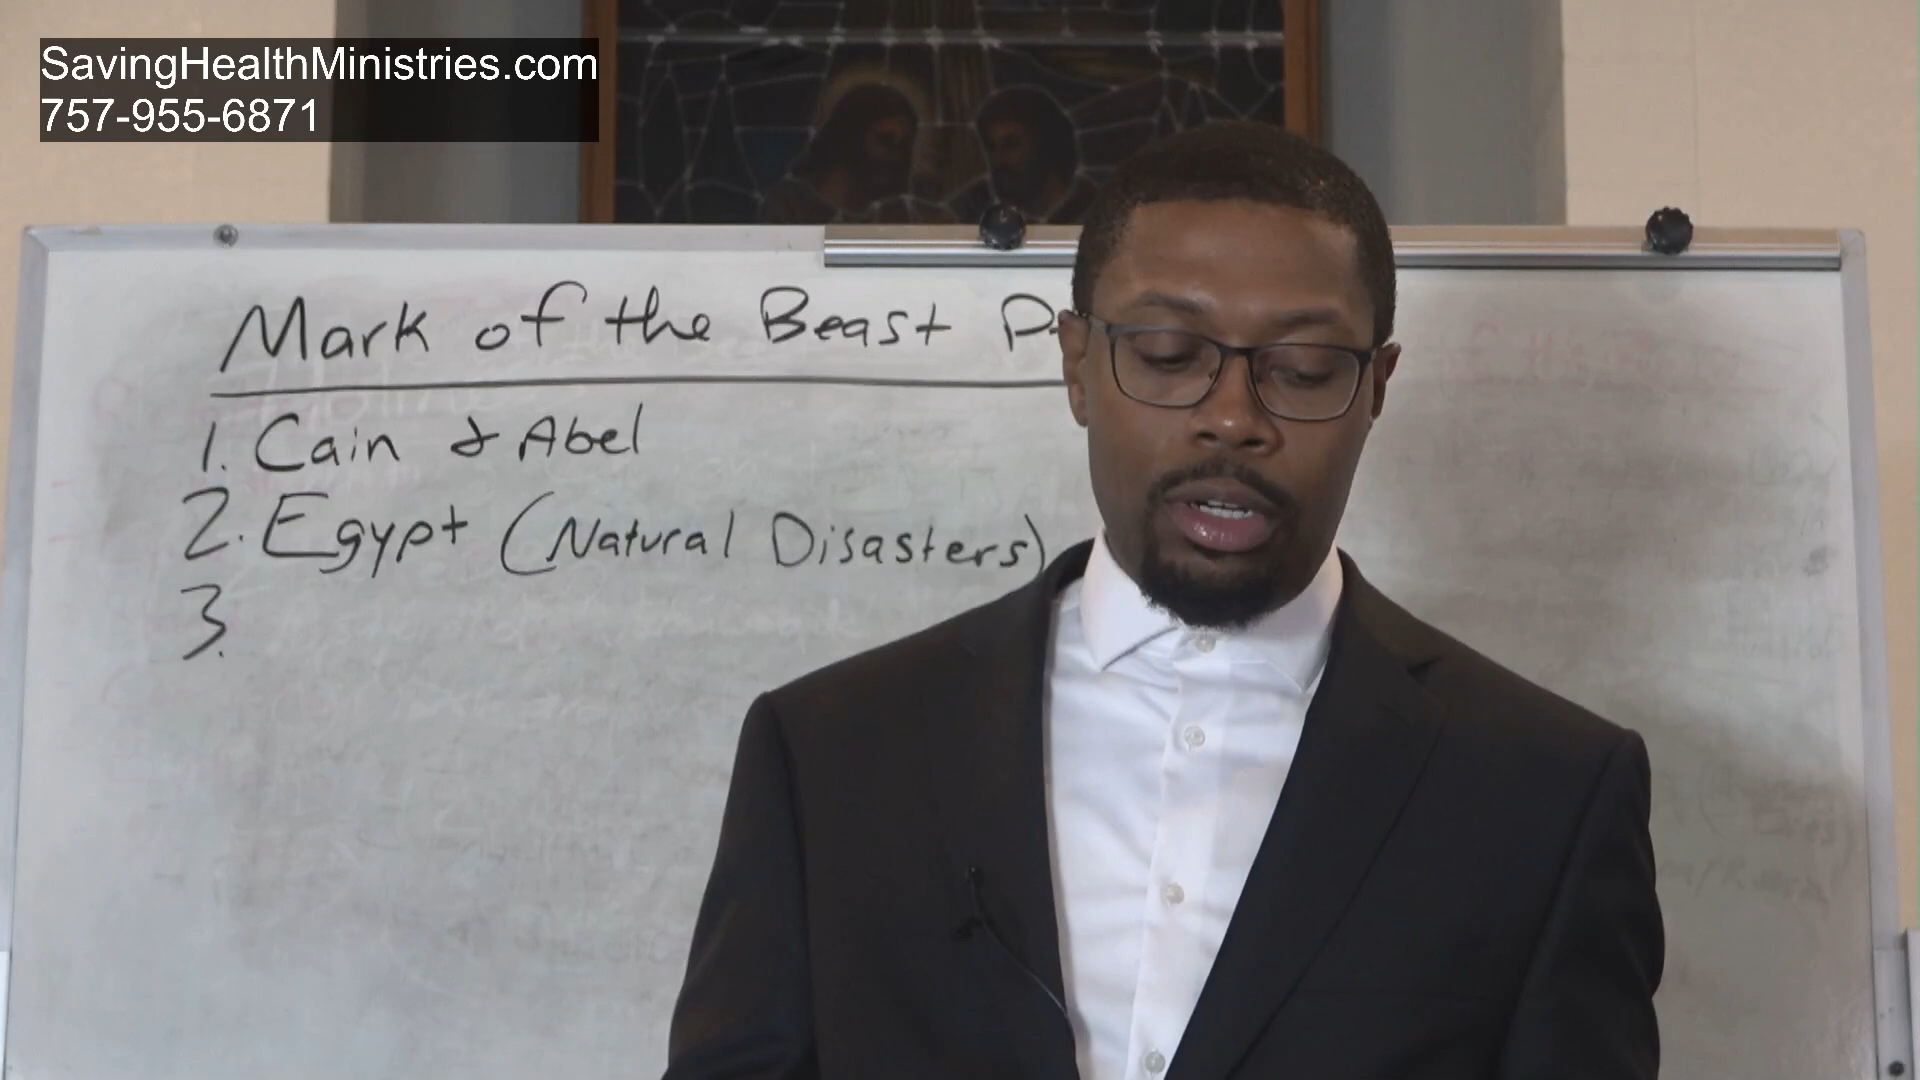 SavingHealthMinistries.com
757-955-6871
Mark of the Beast
1. Cain & Abel
2. Egypt (Natural Disasters)
3.